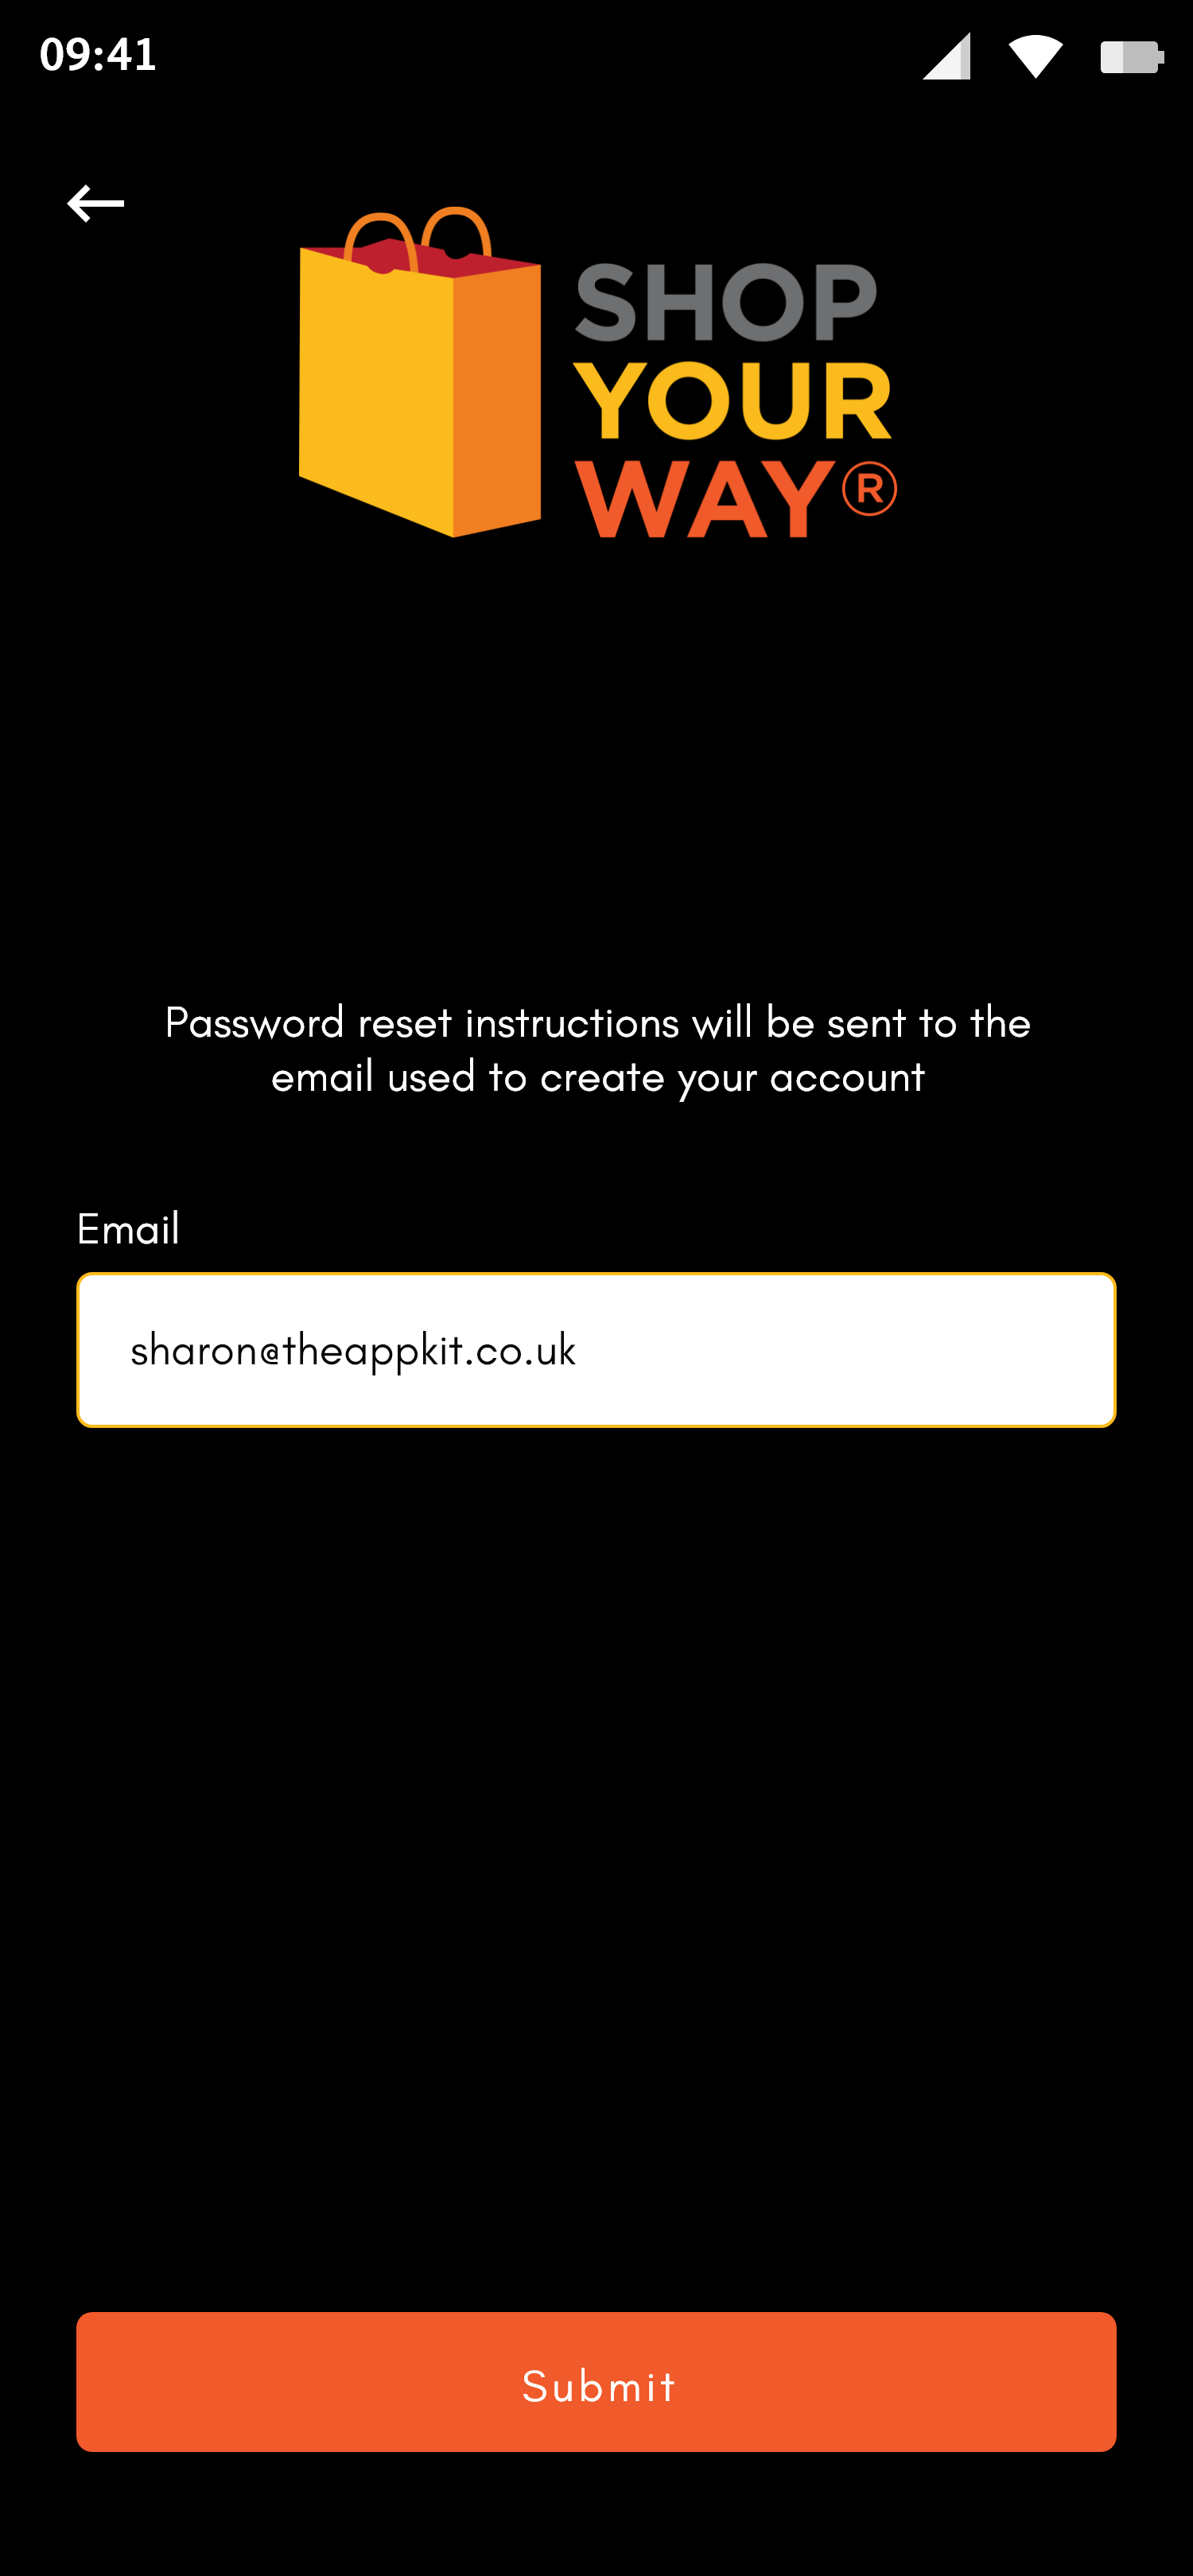 09:41
SHOP
YOUR
WAY®
Password reset instructions will be sent to the
email used to create your account
Email
sharon@theappkit.co.uk
Submit